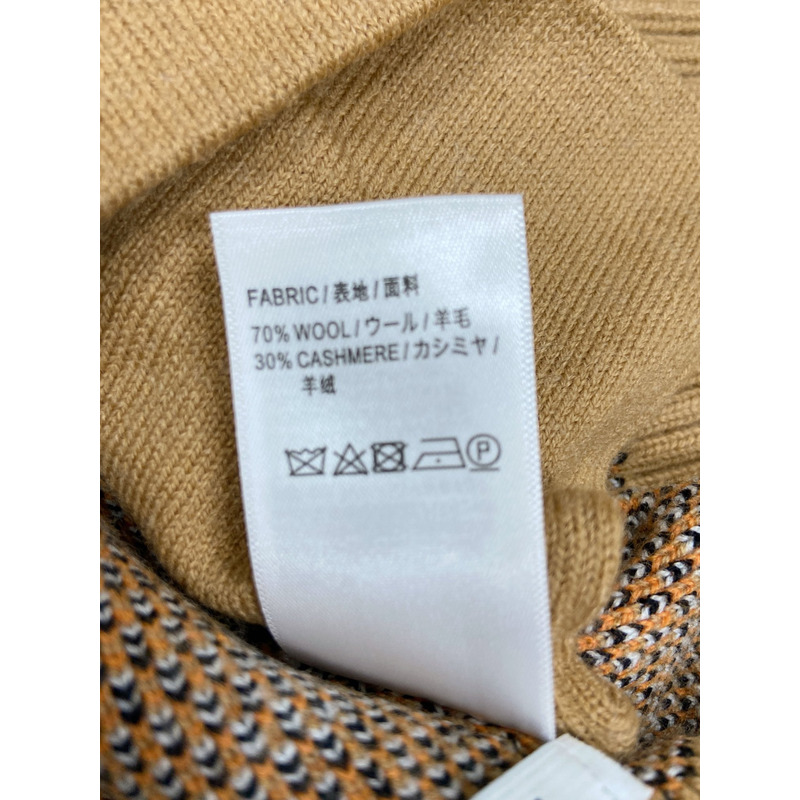 FABRIC / 表地 / 面料
70% WOOL / ウール / 羊毛
30% CASHMERE / カシミヤ /
羊绒
P